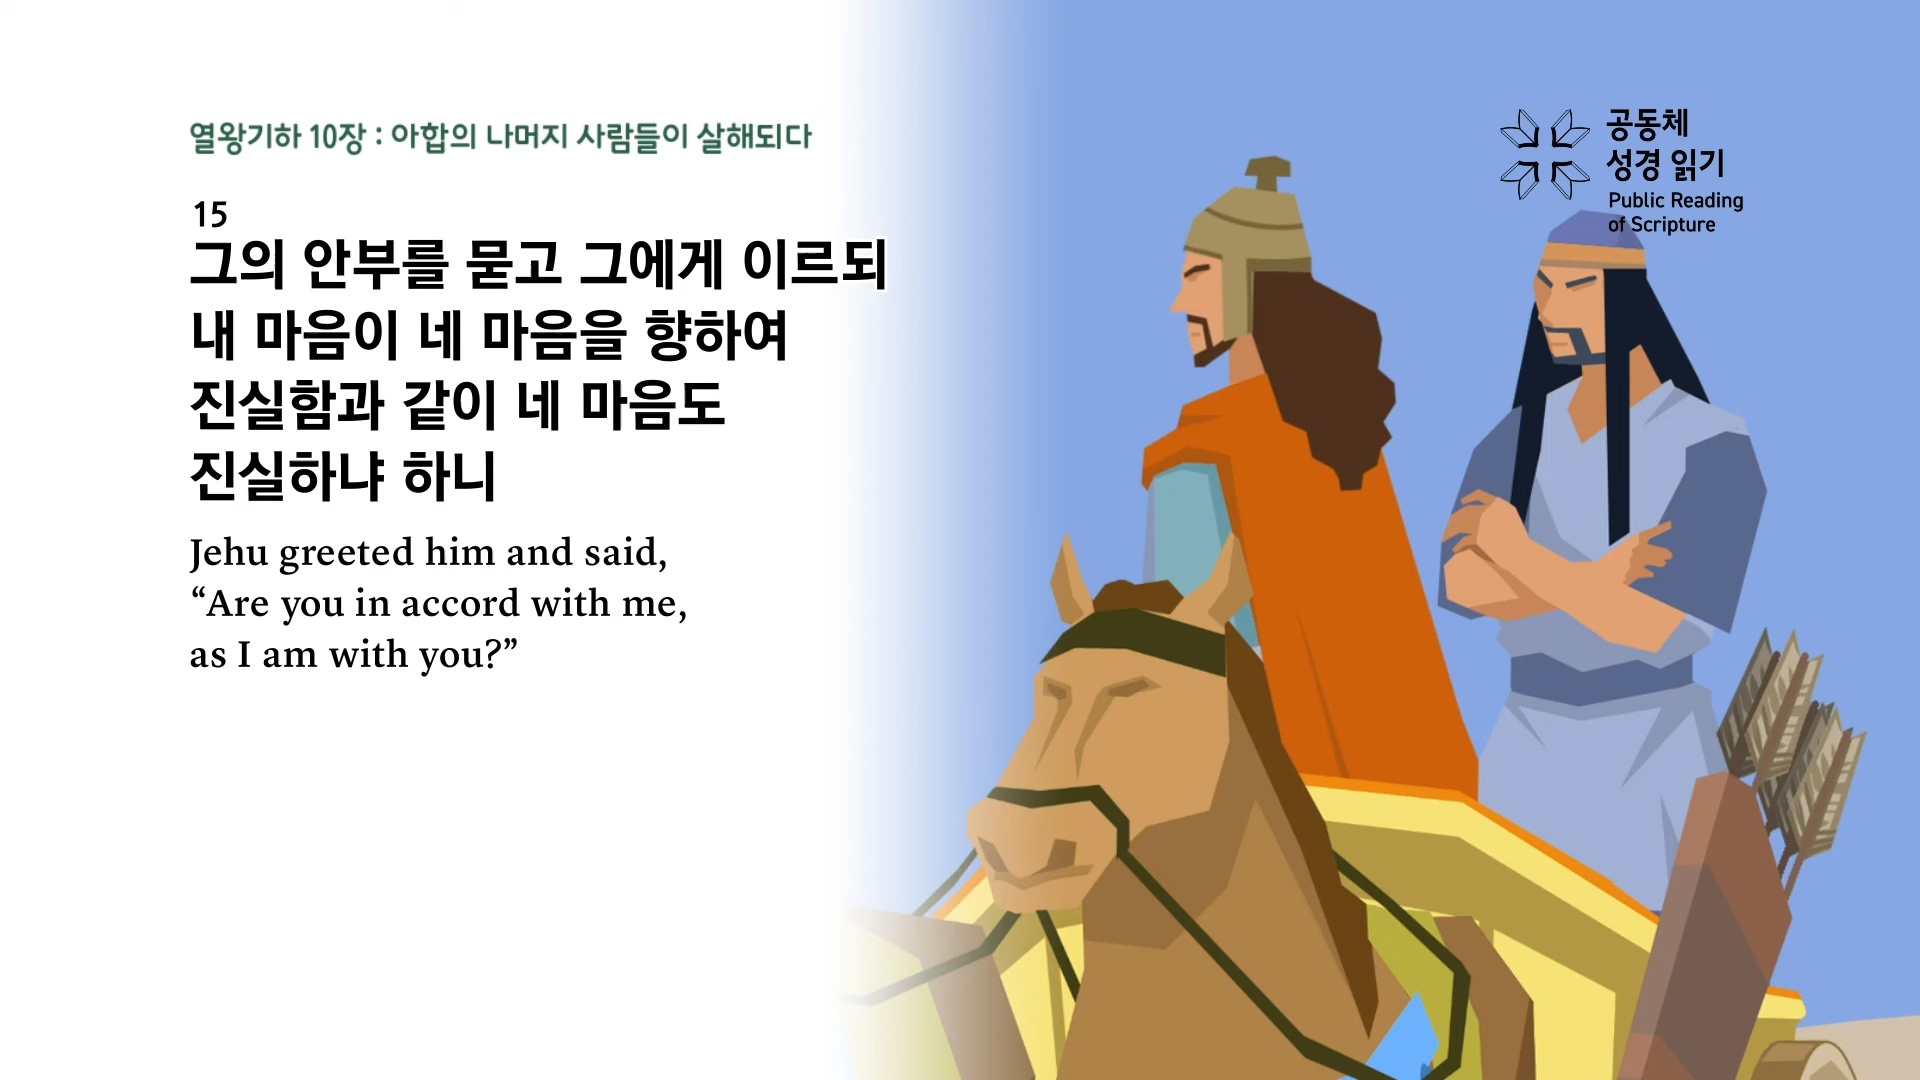 열왕기하 10장 : 아합의 나머지 사람들이 살해되다
15
그의 안부를 묻고 그에게 이르되
내 마음이 네 마음을 향하여
진실함과 같이 네 마음도
진실하냐 하니
Jehu greeted him and said,
“Are you in accord with me,
as I am with you?”
공동체
성경 읽기
Public Reading
of Scripture